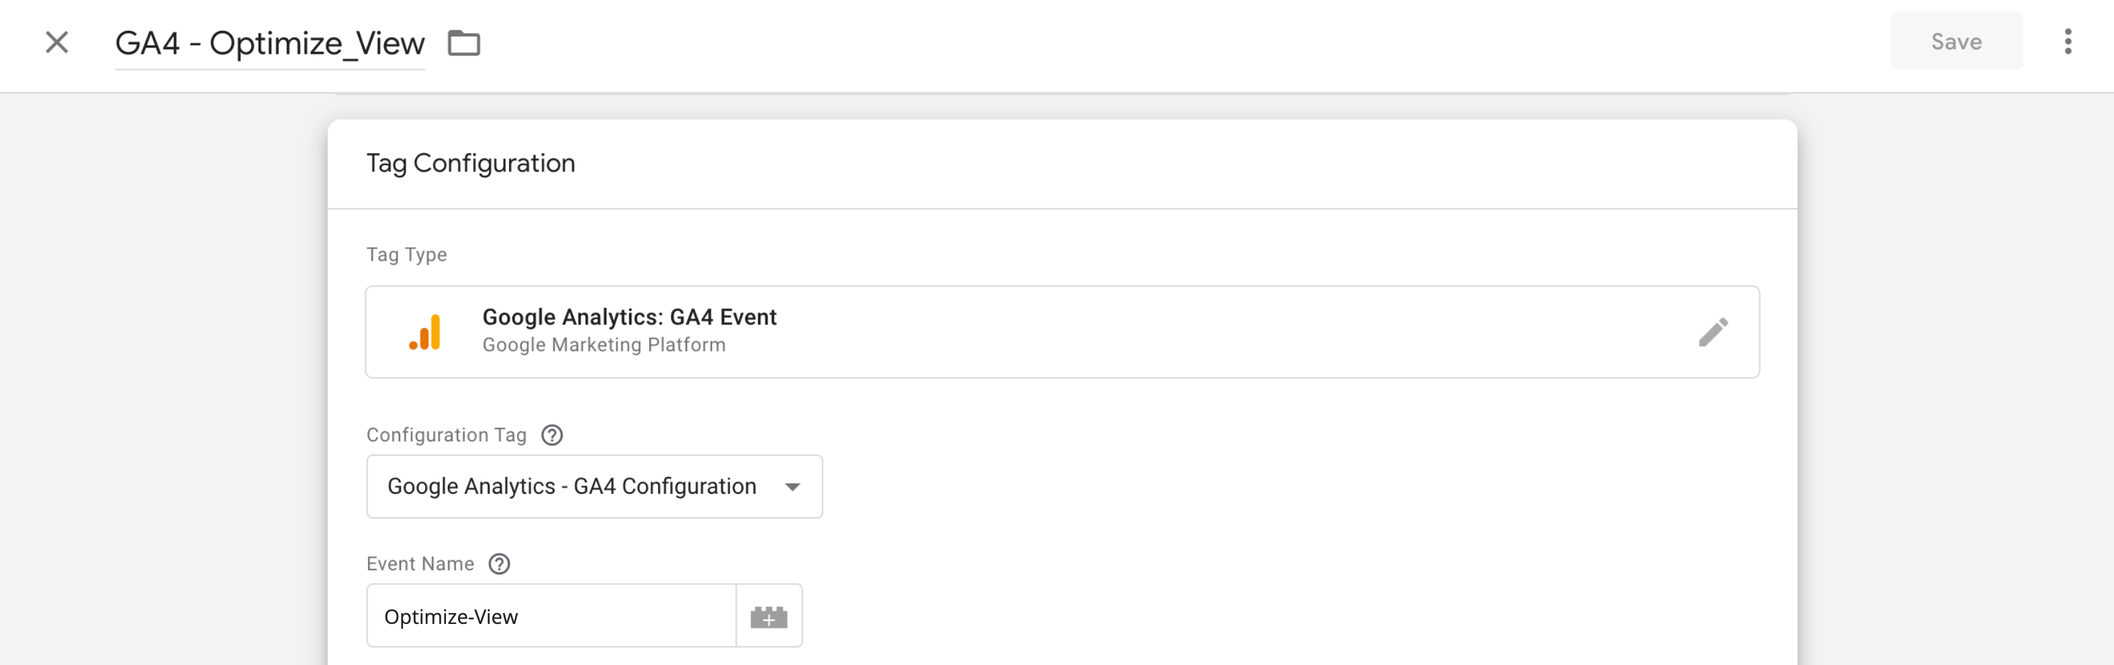 GA4 - Optimize_View
Save
Tag Configuration
Tag Type
Google Analytics: GA4 Event
Google Marketing Platform
Configuration Tag
Google Analytics - GA4 Configuration
Event Name
Optimize-View